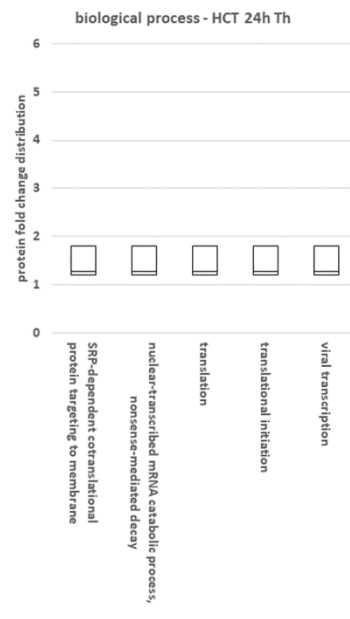 biological process - HCT 24h Th
protein fold change distribution
6
5
4
3
2
1
0
SRP-dependent cotranslational
protein targeting to membrane
nuclear-transcribed mRNA catabolic process,
nonsense-mediated decay
translation
translational initiation
viral transcription